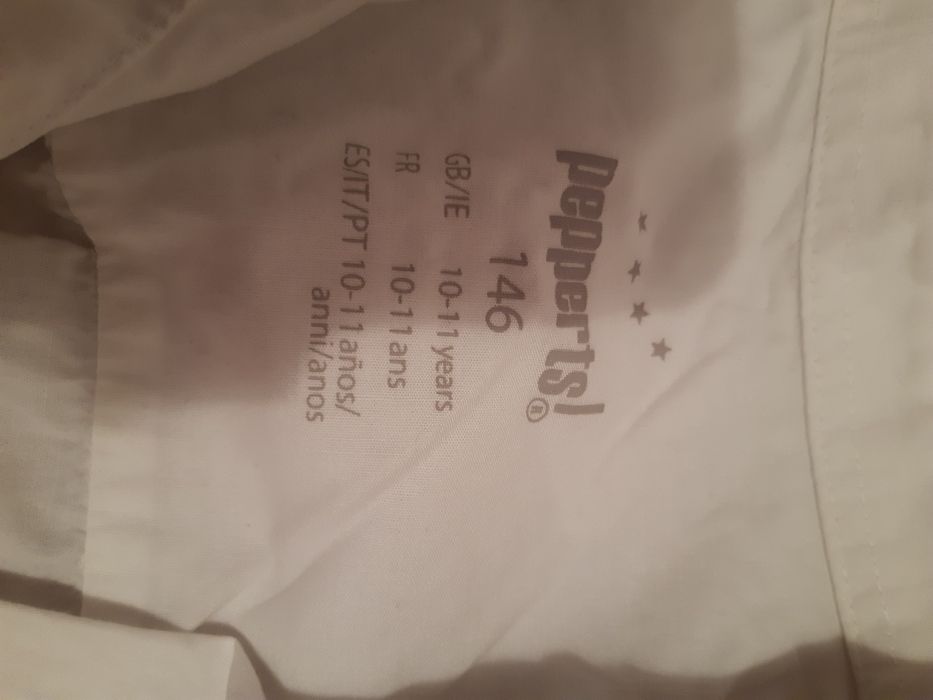 pepperts!®
146
GB/IE 10-11 years
FR 10-11 ans
ES/IT/PT 10-11 años/
anni/anos